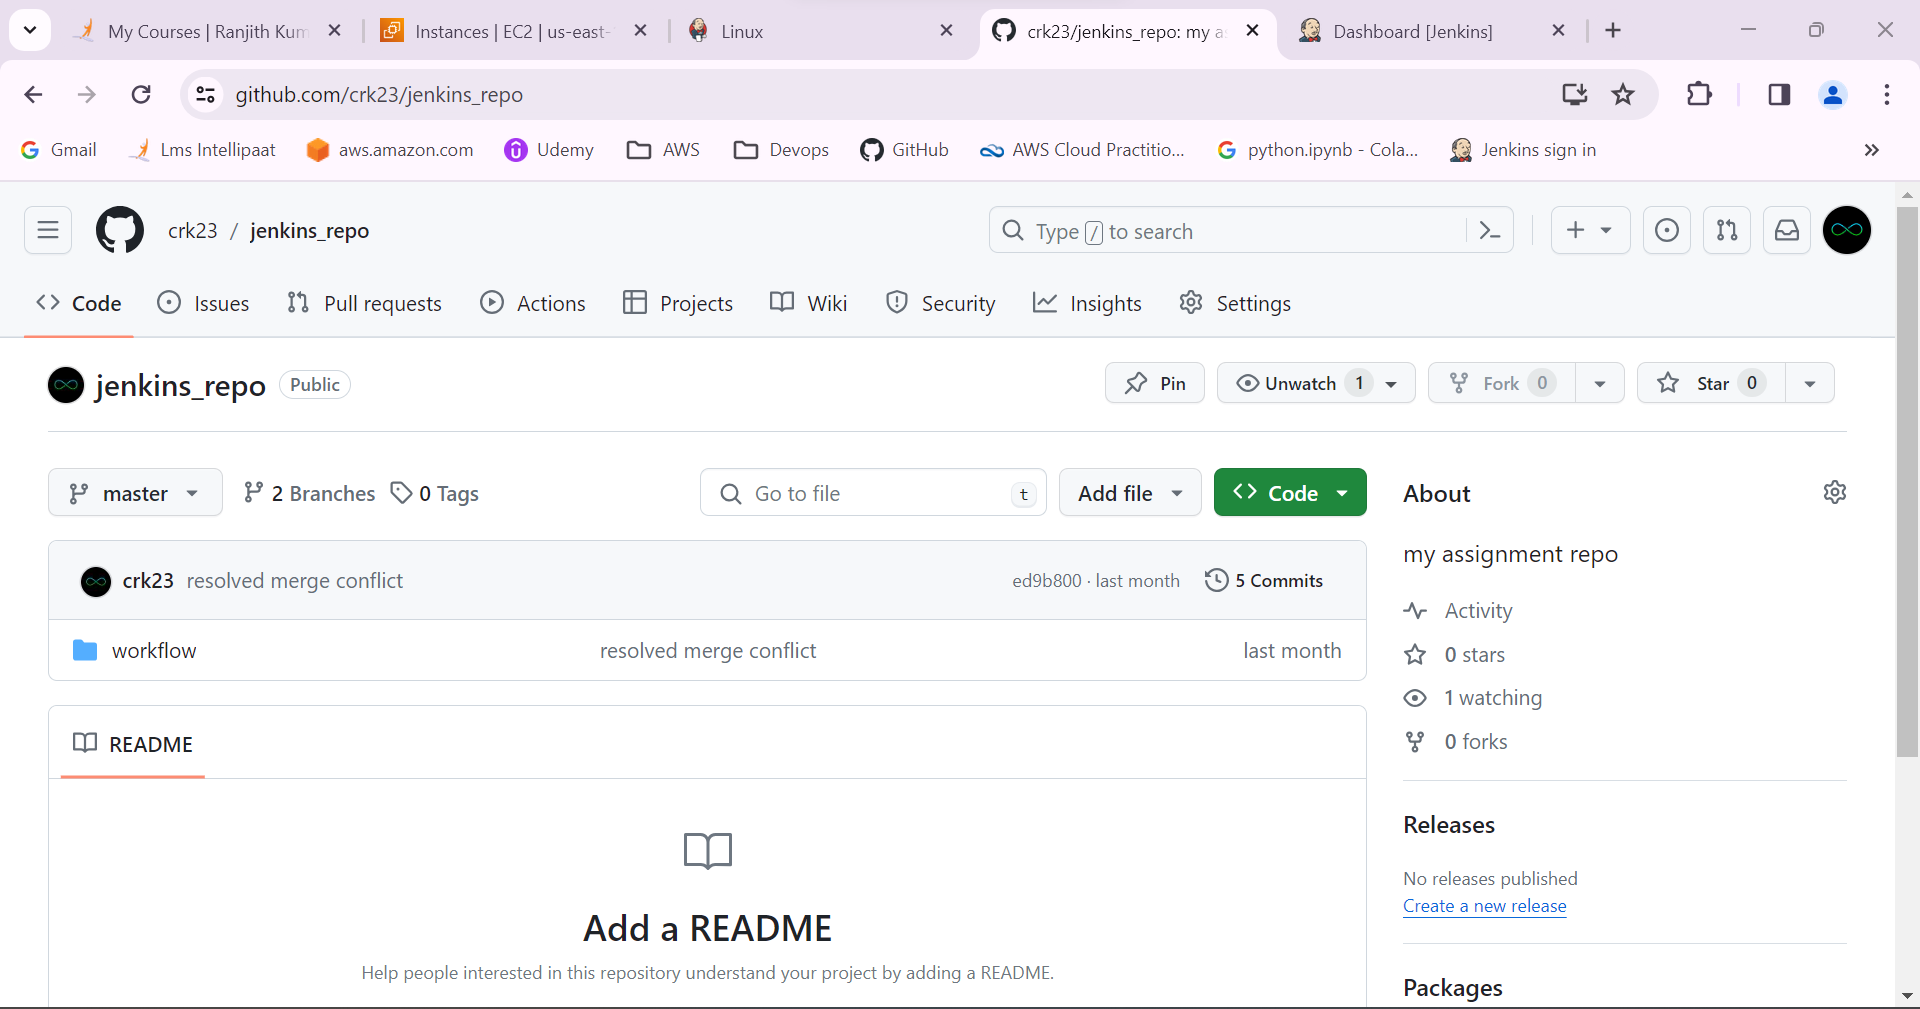 My Courses | Ranjith Kum
Instances | EC2 | us-east-
Linux
crk23/jenkins_repo: my a
Dashboard [Jenkins]
github.com/crk23/jenkins_repo
Gmail
Lms Intellipaat
aws.amazon.com
Udemy
AWS
Devops
GitHub
AWS Cloud Practitio...
python.ipynb - Cola...
Jenkins sign in
crk23 / jenkins_repo
Type / to search
Code
Issues
Pull requests
Actions
Projects
Wiki
Security
Insights
Settings
jenkins_repo
Public
Pin
Unwatch 1
Fork 0
Star 0
master
2 Branches
0 Tags
Go to file
t
Add file
Code
crk23 resolved merge conflict
ed9b800 · last month
5 Commits
workflow
resolved merge conflict
last month
README
Add a README
Help people interested in this repository understand your project by adding a README.
About
my assignment repo
Activity
0 stars
1 watching
0 forks
Releases
No releases published
Create a new release
Packages